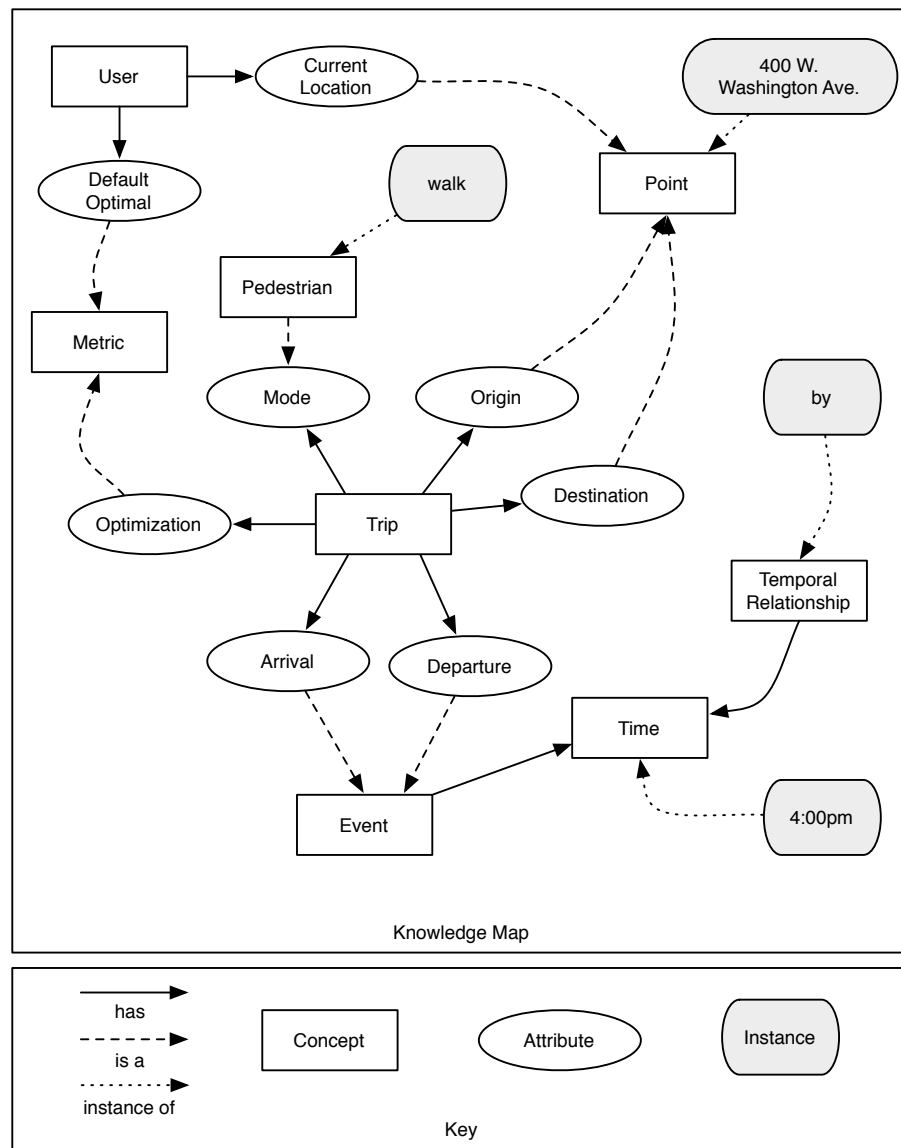 User
Current
Location
400 W.
Washington Ave.
Default
Optimal
walk
Point
Pedestrian
Metric
Mode
Origin
by
Optimization
Trip
Destination
Temporal
Relationship
Arrival
Departure
Time
Event
4:00pm
Knowledge Map
has
is a
instance of
Concept
Attribute
Instance
Key